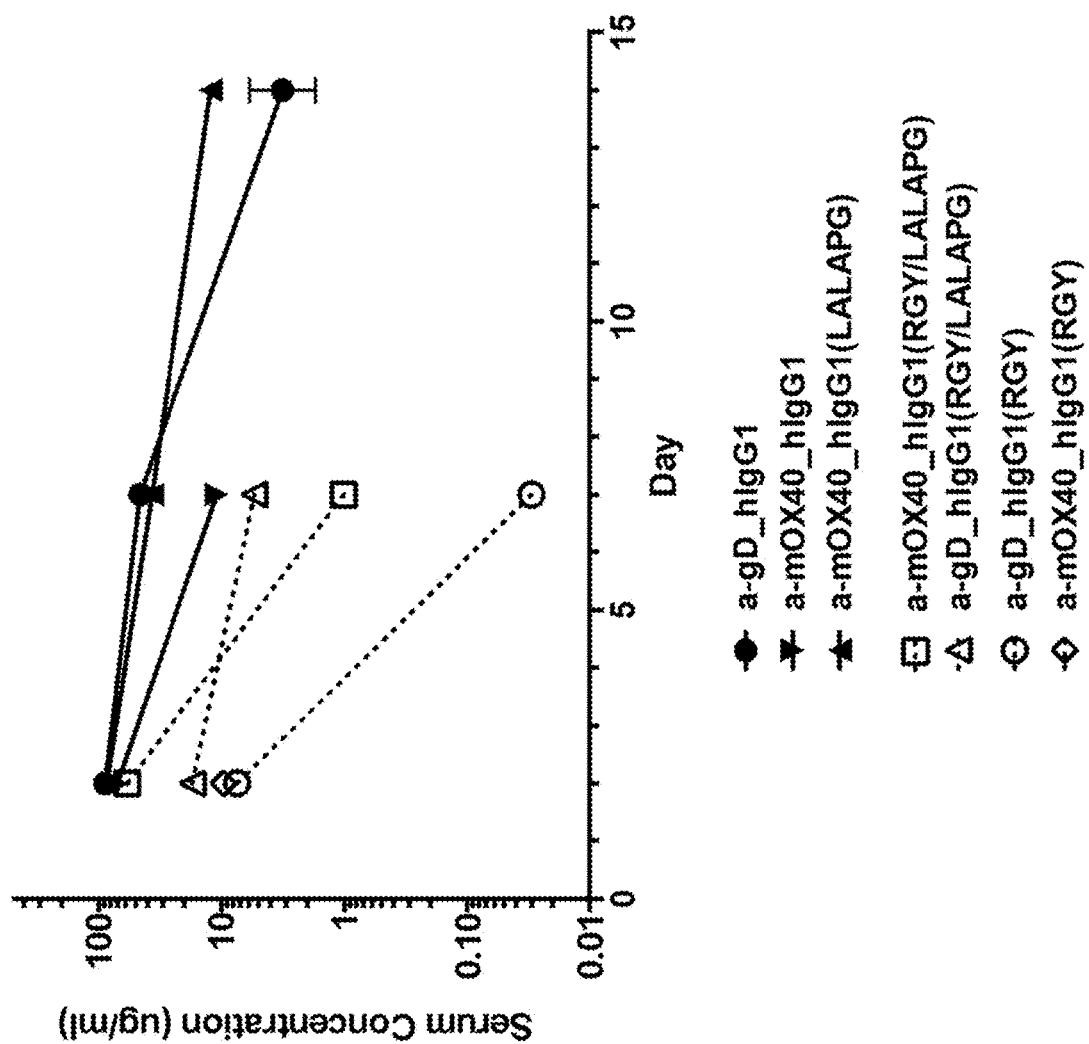 Serum Concentration (ug/ml)
100
10
1
0.10
0.01
0
5
10
15
Day
a-gD_hIgG1
a-mOX40_hIgG1
a-mOX40_hIgG1(LALAPG)
a-mOX40_hIgG1(RGY/LALAPG)
a-gD_hIgG1(RGY/LALAPG)
a-gD_hIgG1(RGY)
a-mOX40_hIgG1(RGY)